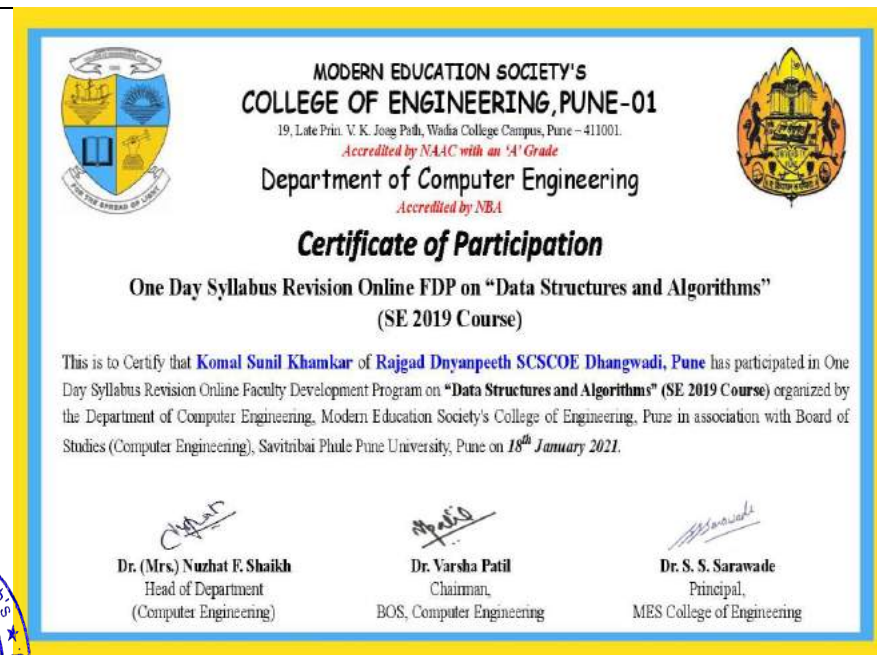 MODERN EDUCATION SOCIETY'S
COLLEGE OF ENGINEERING,PUNE-01
19, Late Prin. V. K. Joag Path, Wadia College Campus, Pune – 411001.
Accredited by NAAC with an 'A' Grade
Department of Computer Engineering
Accredited by NBA
FOR THE SPREAD OF LIGHT
Certificate of Participation
One Day Syllabus Revision Online FDP on “Data Structures and Algorithms”
(SE 2019 Course)
This is to Certify that Komal Sunil Khamkar of Rajgad Dnyanpeeth SCSCOE Dhangwadi, Pune has participated in One
Day Syllabus Revision Online Faculty Development Program on “Data Structures and Algorithms” (SE 2019 Course) organized by
the Department of Computer Engineering, Modern Education Society's College of Engineering, Pune in association with Board of
Studies (Computer Engineering), Savitribai Phule Pune University, Pune on 18th January 2021.
Dr. (Mrs.) Nuzhat F. Shaikh
Head of Department
(Computer Engineering)
Dr. Varsha Patil
Chairman,
BOS, Computer Engineering
Dr. S. S. Sarawade
Principal,
MES College of Engineering